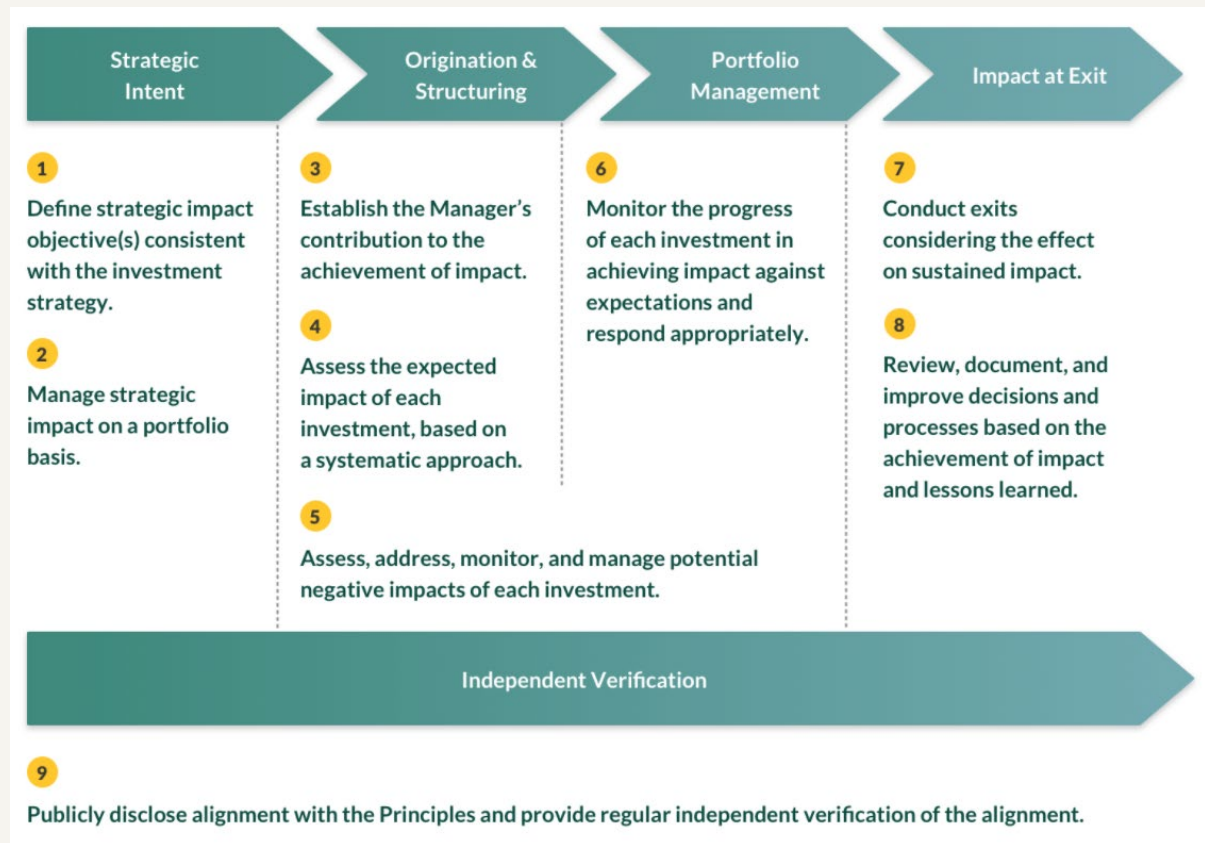 Strategic
Intent
Origination &
Structuring
Portfolio
Management
Impact at Exit
1
Define strategic impact
objective(s) consistent
with the investment
strategy.
2
Manage strategic
impact on a portfolio
basis.
3
Establish the Manager’s
contribution to the
achievement of impact.
4
Assess the expected
impact of each
investment, based on
a systematic approach.
5
Assess, address, monitor, and manage potential
negative impacts of each investment.
6
Monitor the progress
of each investment in
achieving impact against
expectations and
respond appropriately.
7
Conduct exits
considering the effect
on sustained impact.
8
Review, document, and
improve decisions and
processes based on the
achievement of impact
and lessons learned.
Independent Verification
9
Publicly disclose alignment with the Principles and provide regular independent verification of the alignment.